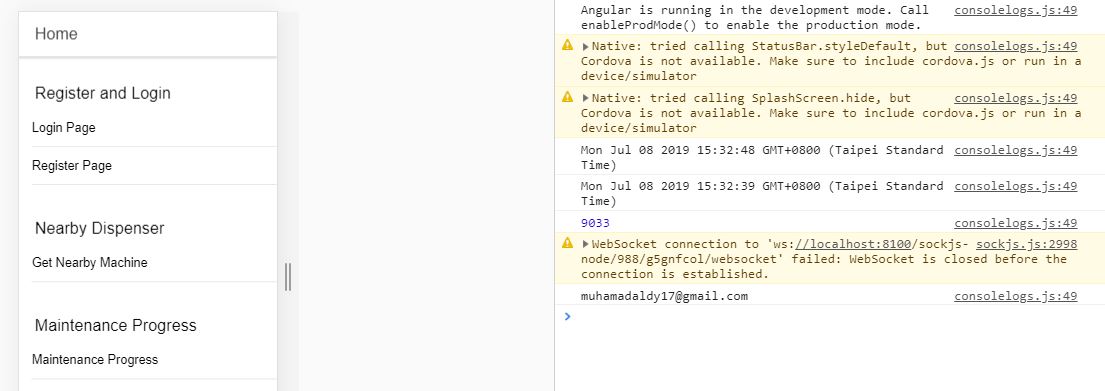 Home
Register and Login
Login Page
Register Page
Nearby Dispenser
Get Nearby Machine
Maintenance Progress
Maintenance Progress
Angular is running in the development mode. Call consolelogs.js:49
enableProdMode() to enable the production mode.
Native: tried calling StatusBar.styleDefault, but consolelogs.js:49
Cordova is not available. Make sure to include cordova.js or run in a
device/simulator
Native: tried calling SplashScreen.hide, but consolelogs.js:49
Cordova is not available. Make sure to include cordova.js or run in a
device/simulator
Mon Jul 08 2019 15:32:48 GMT+0800 (Taipei Standard consolelogs.js:49
Time)
Mon Jul 08 2019 15:32:39 GMT+0800 (Taipei Standard consolelogs.js:49
Time)
9033 consolelogs.js:49
WebSocket connection to 'ws://localhost:8100/sockjs- sockjs.js:2998
node/988/g5gnfcol/websocket' failed: WebSocket is closed before the
connection is established.
muhamadaldy17@gmail.com consolelogs.js:49